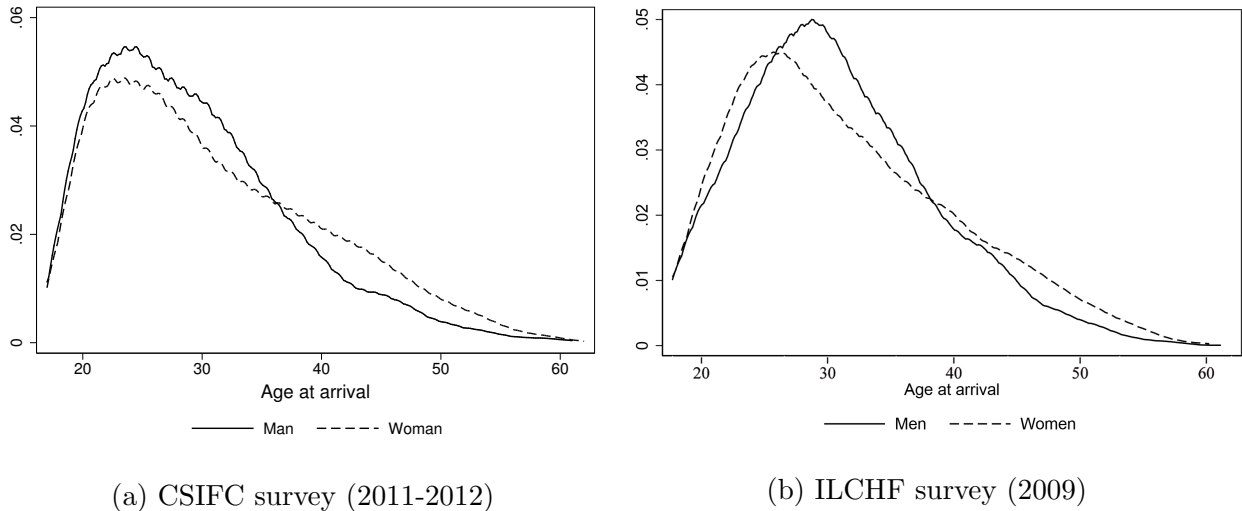 .06
.04
.02
0
20 30 40 50 60
Age at arrival
Man Woman
(a) CSIFC survey (2011-2012)
.05
.04
.03
.02
.01
0
20 30 40 50 60
Age at arrival
Men Women
(b) ILCHF survey (2009)